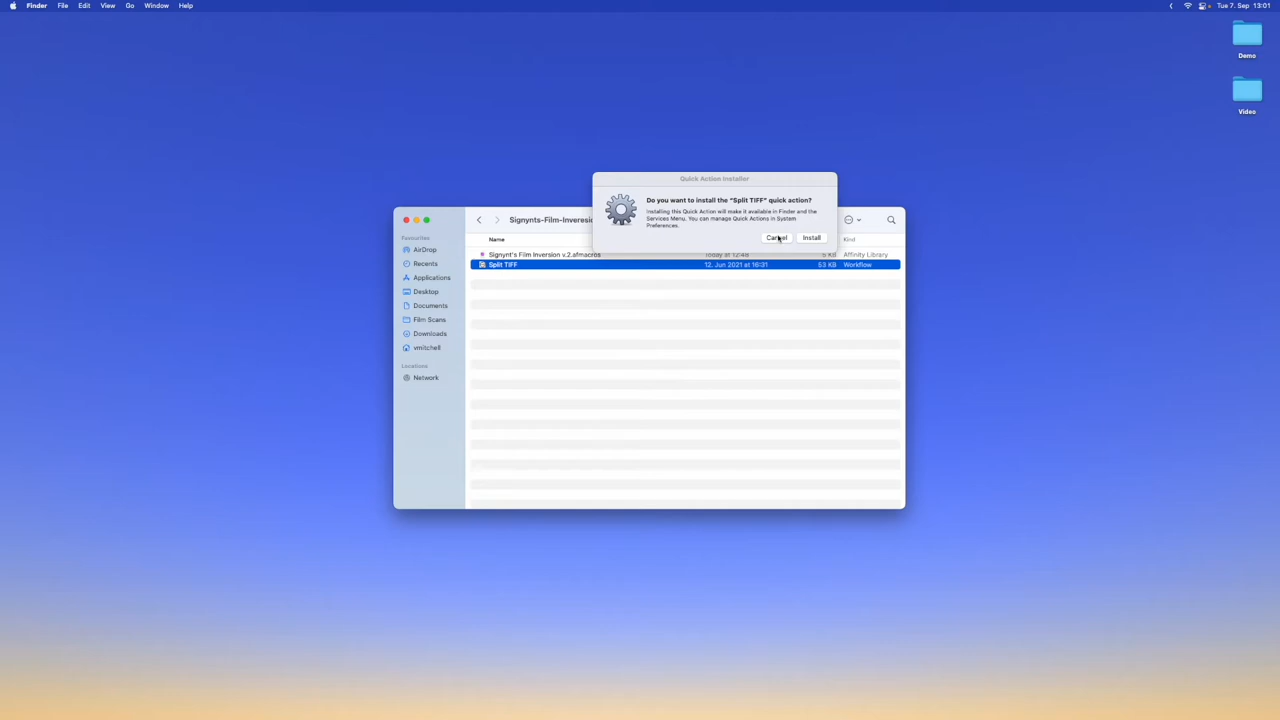 Finder File Edit View Go Window Help
Tue 7. Sep 13:01
Demo
Video
Quick Action Installer
Do you want to install the “Split TIFF” quick action?
Installing this Quick Action will make it available in Finder and the
Services Menu. You can manage Quick Actions in System
Preferences.
Cancel Install
Signynts-Film-Inversio
Favourites
AirDrop
Recents
Applications
Desktop
Documents
Film Scans
Downloads
vmitchell
Locations
Network
Name Kind
Signynt's Film Inversion v.2.afmacros Today at 12:48 Affinity Library
Split TIFF 12. Jun 2021 at 16:31 53 KB Workflow